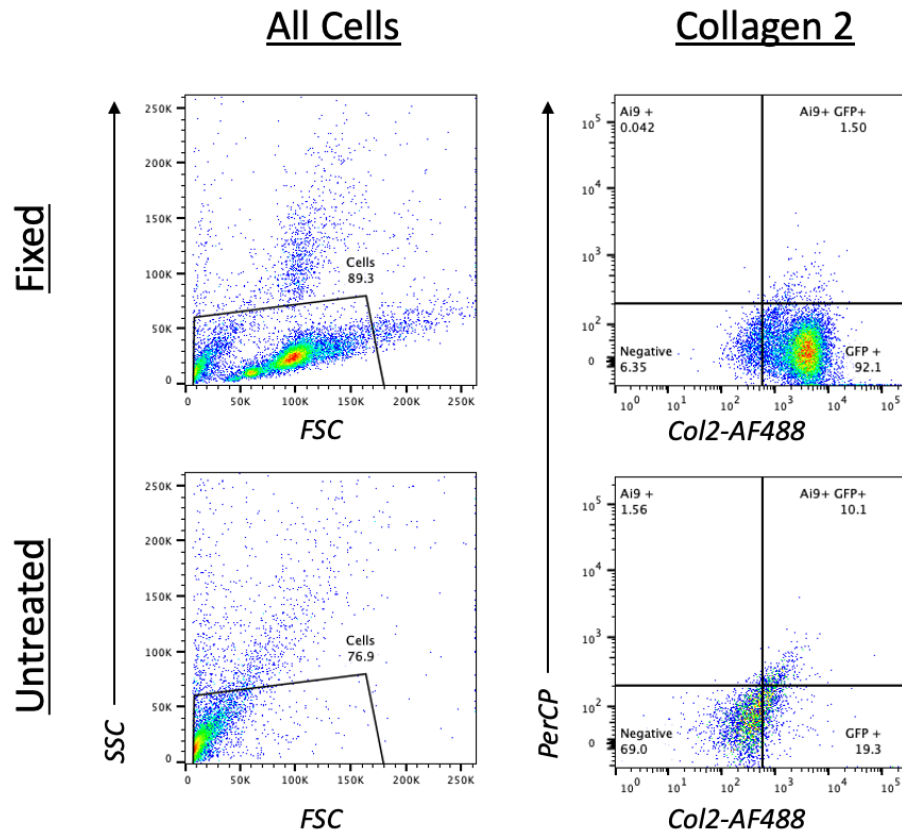 All Cells
Collagen 2
Fixed
250K
200K
150K
100K
50K
0
Cells
89.3
0
50K
100K
150K
200K
250K
FSC
10^5
10^4
10^3
10^2
0
Ai9 +
0.042
Ai9+ GFP+
1.50
Negative
6.35
GFP +
92.1
10^0
10^1
10^2
10^3
10^4
10^5
Col2-AF488
Untreated
SSC
250K
200K
150K
100K
50K
0
Cells
76.9
0
50K
100K
150K
200K
250K
FSC
PerCP
10^5
10^4
10^3
10^2
0
Ai9 +
1.56
Ai9+ GFP+
10.1
Negative
69.0
GFP +
19.3
10^0
10^1
10^2
10^3
10^4
10^5
Col2-AF488